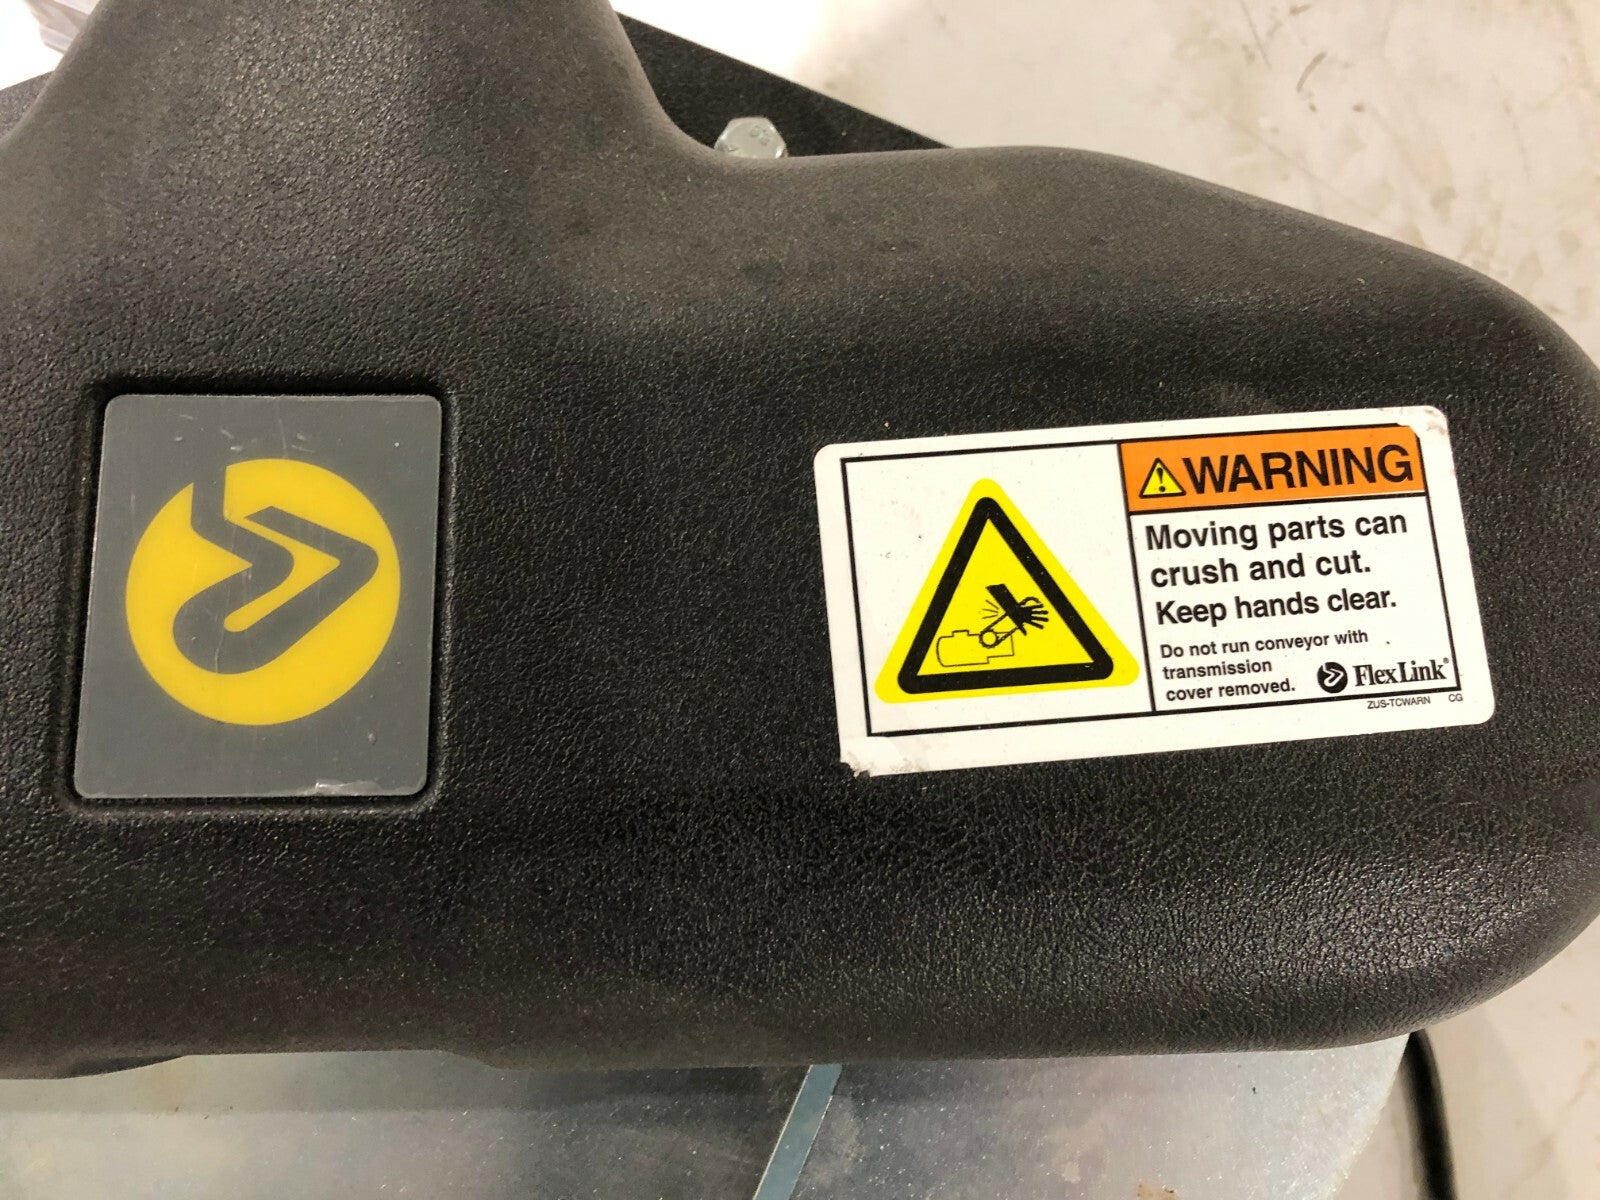 WARNING
Moving parts can
crush and cut.
Keep hands clear.
Do not run conveyor with
transmission
cover removed.
FlexLink®
ZUS-TCWARN CG